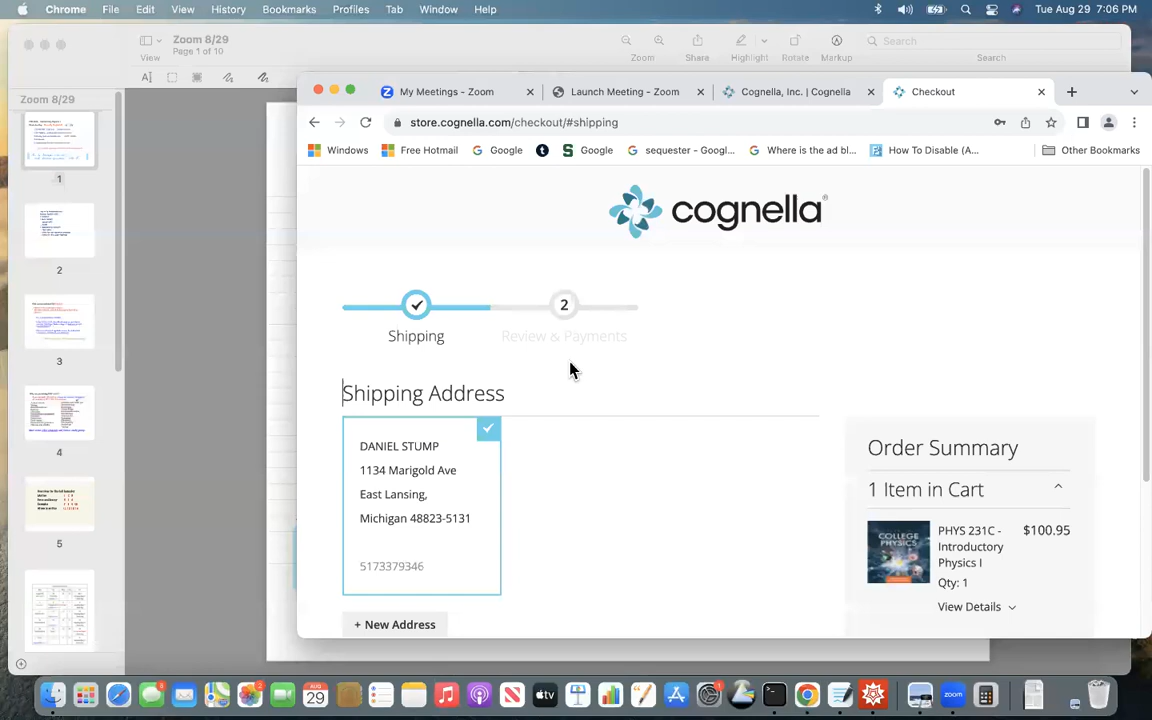 Chrome File Edit View History Bookmarks Profiles Tab Window Help Tue Aug 29 7:06 PM
Zoom 8/29
Page 1 of 10
View Zoom Share Highlight Rotate Markup Search
Search
Zoom 8/29
1
2
3
4
5
My Meetings - Zoom
Launch Meeting - Zoom
Cognella, Inc. | Cognella
Checkout
store.cognella.com/checkout/#shipping
Windows Free Hotmail Google Google sequester - Googl... Where is the ad bl... How To Disable (A... Other Bookmarks
cognella®
2
Shipping Review & Payments
Shipping Address
DANIEL STUMP
1134 Marigold Ave
East Lansing,
Michigan 48823-5131
5173379346
+ New Address
Order Summary
1 Item in Cart
COLLEGE
PHYSICS
PHYS 231C -
Introductory
Physics I
$100.95
Qty: 1
View Details